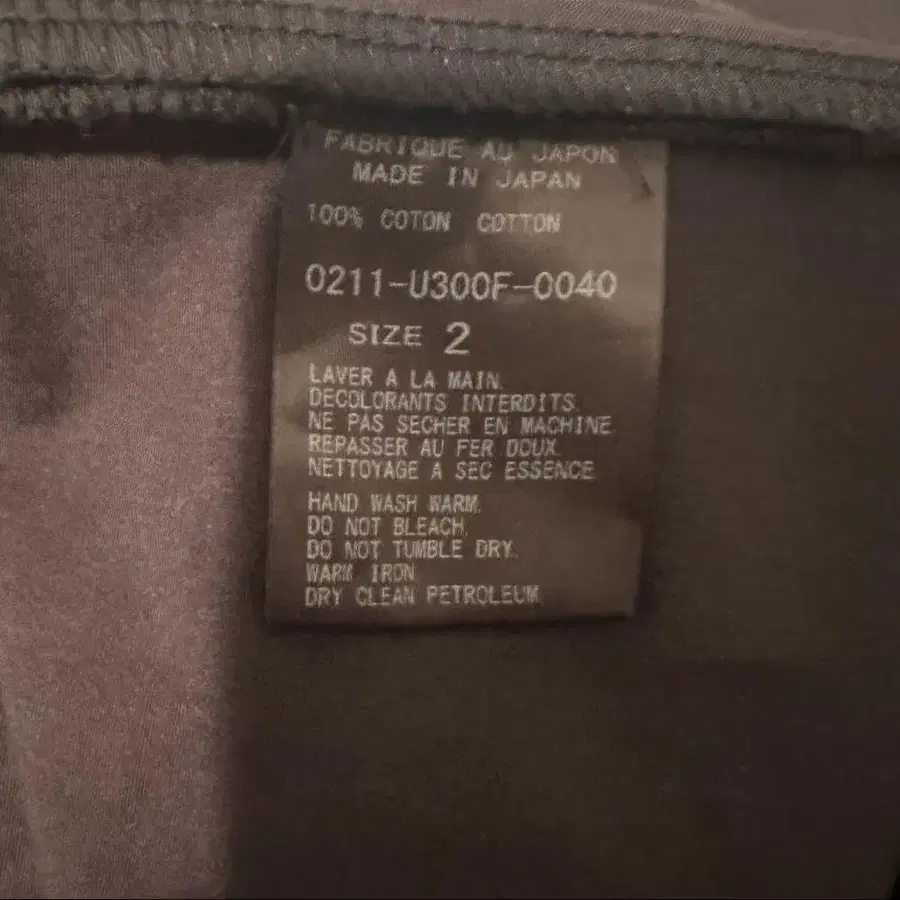 FABRIQUE AU JAPON
MADE IN JAPAN
100% COTON COTTON
0211-U300F-0040
SIZE 2
LAVER A LA MAIN.
DECOLORANTS INTERDITS.
NE PAS SECHER EN MACHINE.
REPASSER AU FER DOUX.
NETTOYAGE A SEC ESSENCE.
HAND WASH WARM.
DO NOT BLEACH.
DO NOT TUMBLE DRY.
WARM IRON.
DRY CLEAN PETROLEUM.